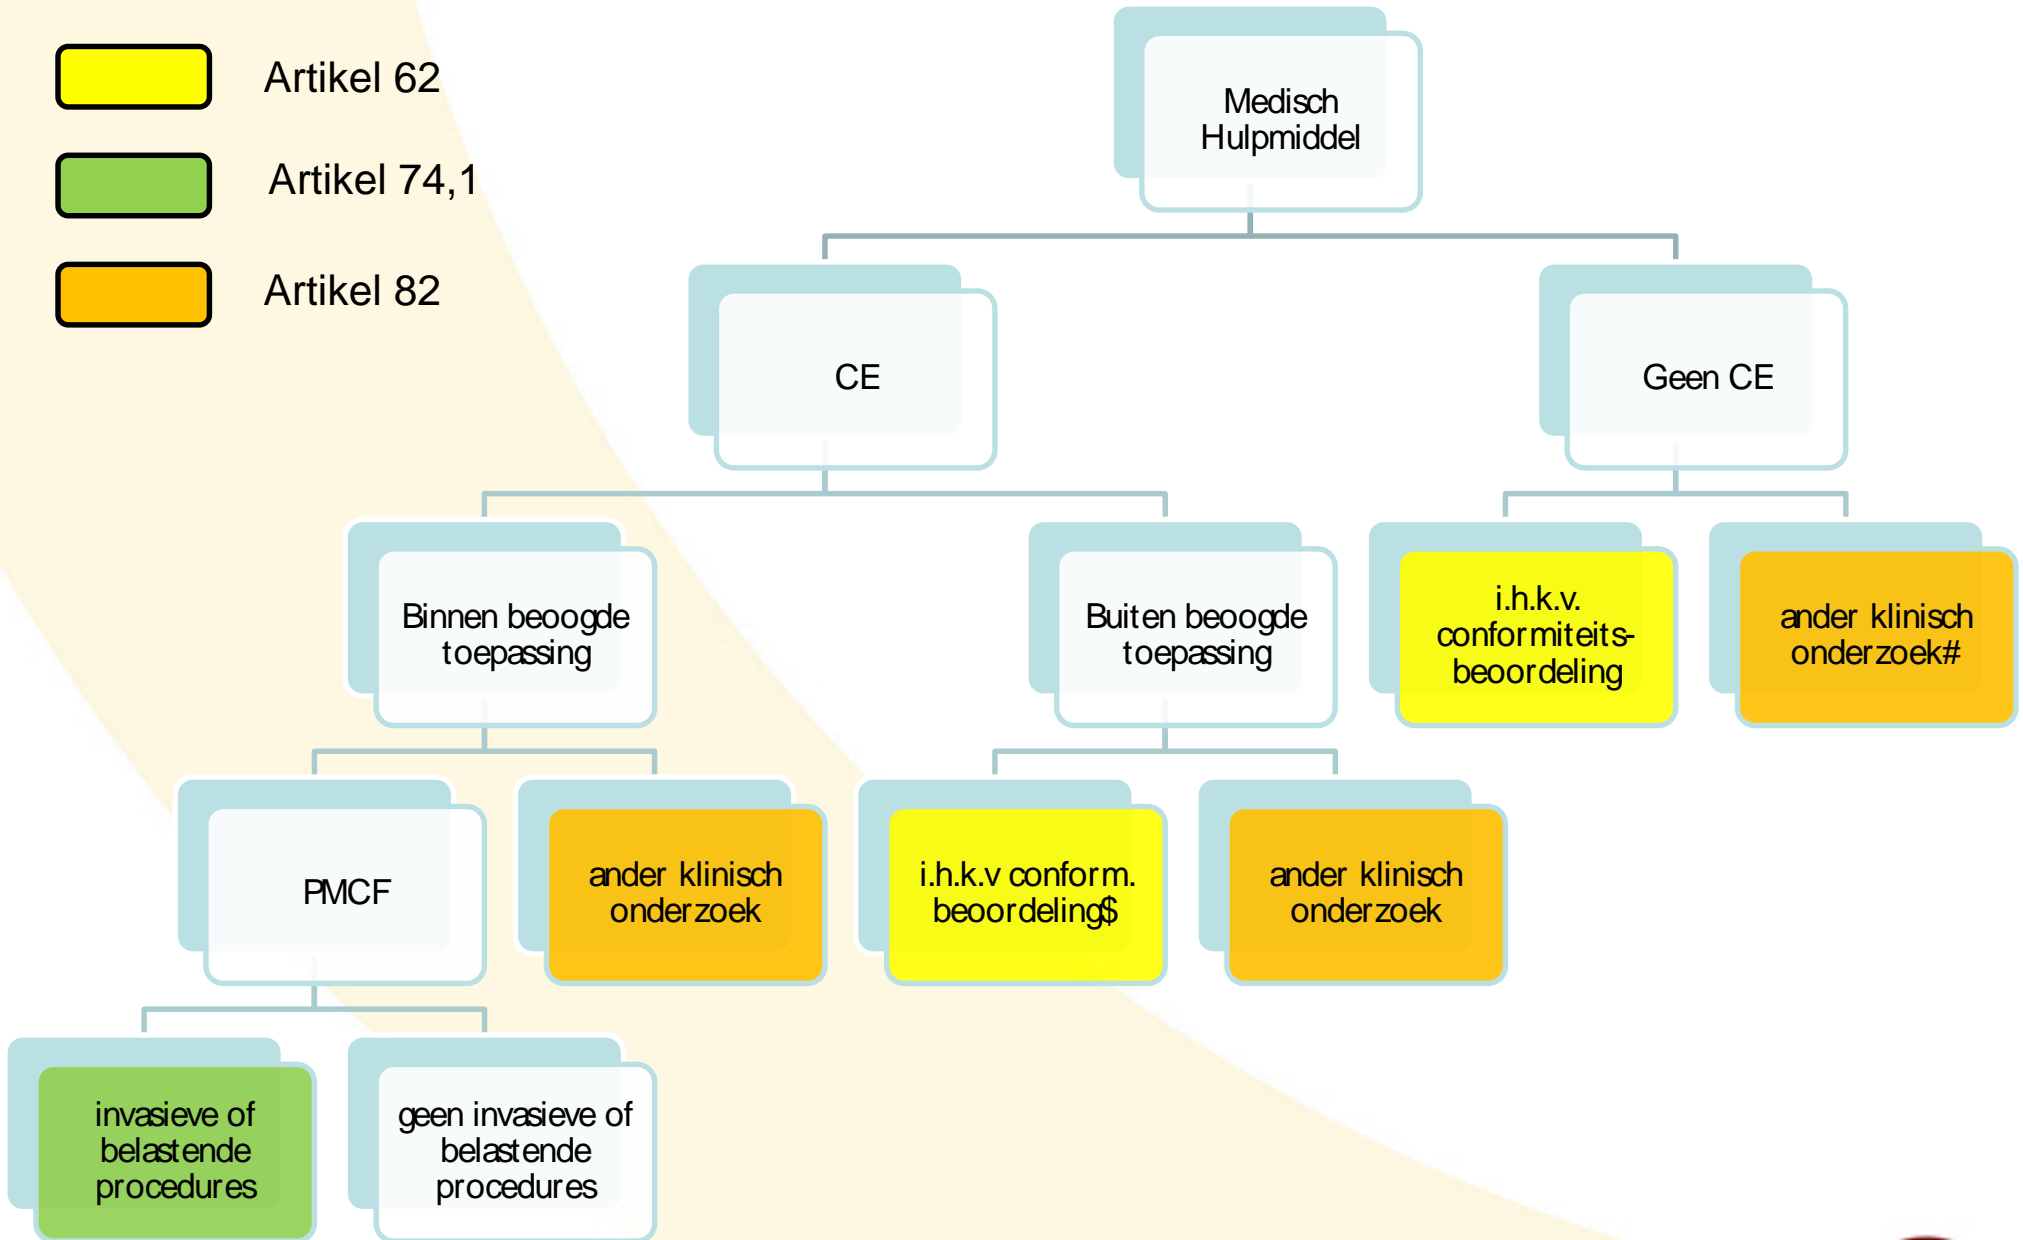 Artikel 62
Artikel 74,1
Artikel 82
Medisch
Hulpmiddel
CE
Geen CE
Binnen beoogde
toepassing
Buiten beoogde
toepassing
i.h.k.v.
conformiteits-
beoordeling
ander klinisch
onderzoek#
PMCF
ander klinisch
onderzoek
i.h.k.v conform.
beoordeling$
ander klinisch
onderzoek
invasieve of
belastende
procedures
geen invasieve of
belastende
procedures